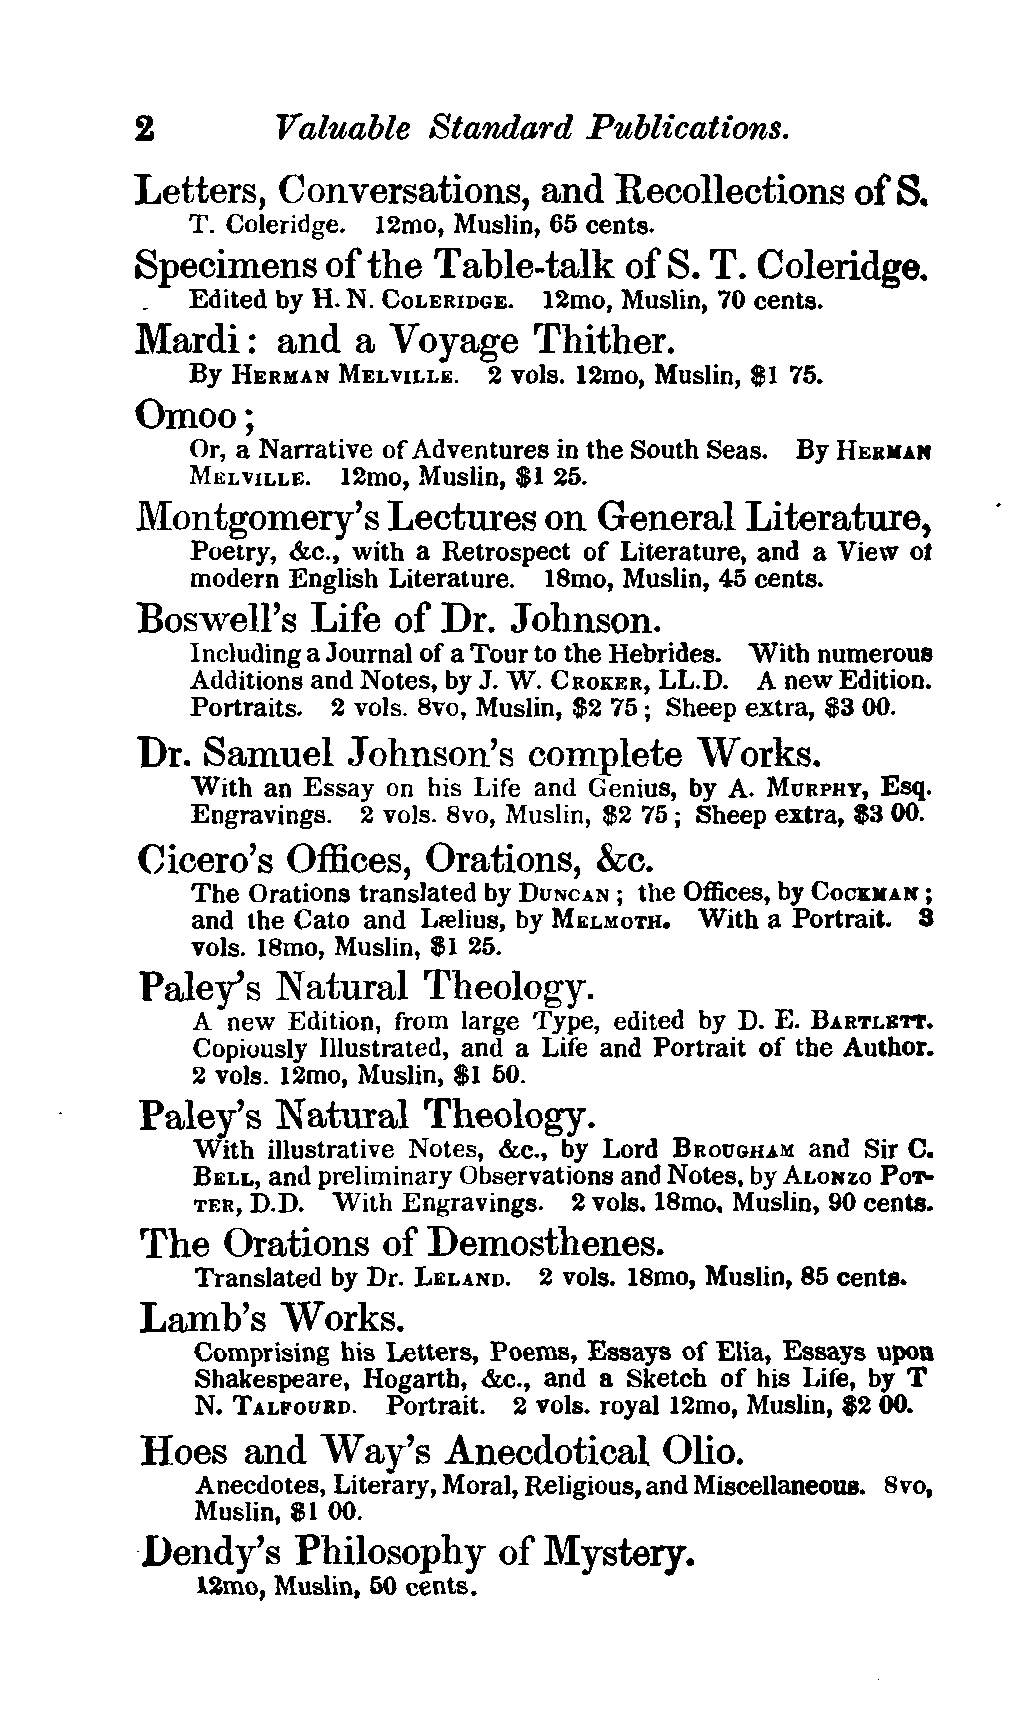 2 Valuable Standard Publications.
Letters, Conversations, and Recollections of S.
T. Coleridge. 12mo, Muslin, 65 cents.
Specimens of the Table-talk of S. T. Coleridge.
Edited by H. N. COLERIDGE. 12mo, Muslin, 70 cents.
Mardi: and a Voyage Thither.
By HERMAN MELVILLE. 2 vols. 12mo, Muslin, $1 75.
Omoo;
Or, a Narrative of Adventures in the South Seas. By HERMAN
MELVILLE. 12mo, Muslin, $1 25.
Montgomery's Lectures on General Literature,
Poetry, &c., with a Retrospect of Literature, and a View of
modern English Literature. 18mo, Muslin, 45 cents.
Boswell's Life of Dr. Johnson.
Including a Journal of a Tour to the Hebrides. With numerous
Additions and Notes, by J. W. CROKER, LL.D. A new Edition.
Portraits. 2 vols. 8vo, Muslin, $2 75; Sheep extra, $3 00.
Dr. Samuel Johnson's complete Works.
With an Essay on his Life and Genius, by A. MURPHY, Esq.
Engravings. 2 vols. 8vo, Muslin, $2 75; Sheep extra, $3 00.
Cicero's Offices, Orations, &c.
The Orations translated by DUNCAN; the Offices, by COCKMAN;
and the Cato and Lælius, by MELMOTH. With a Portrait. 3
vols. 18mo, Muslin, $1 25.
Paley's Natural Theology.
A new Edition, from large Type, edited by D. E. BARTLETT.
Copiously Illustrated, and a Life and Portrait of the Author.
2 vols. 12mo, Muslin, $1 50.
Paley's Natural Theology.
With illustrative Notes, &c., by Lord BROUGHAM and Sir C.
BELL, and preliminary Observations and Notes, by ALONZO POT-
TER, D.D. With Engravings. 2 vols. 18mo, Muslin, 90 cents.
The Orations of Demosthenes.
Translated by Dr. LELAND. 2 vols. 18mo, Muslin, 85 cents.
Lamb's Works.
Comprising his Letters, Poems, Essays of Elia, Essays upon
Shakespeare, Hogarth, &c., and a Sketch of his Life, by T
N. TALFOURD. Portrait. 2 vols. royal 12mo, Muslin, $2 00.
Hoes and Way's Anecdotical Olio.
Anecdotes, Literary, Moral, Religious, and Miscellaneous. 8vo,
Muslin, $1 00.
Dendy's Philosophy of Mystery.
12mo, Muslin, 50 cents.